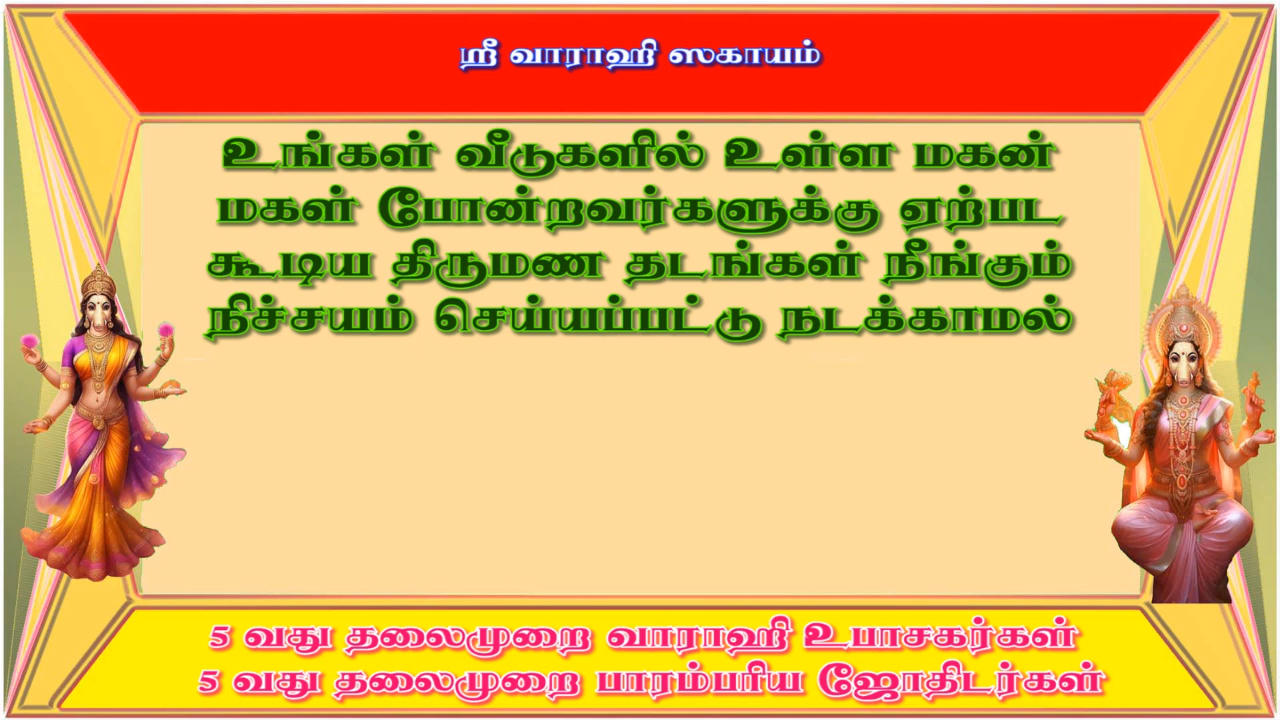 ஸ்ரீ வாராஹி ஸகாயம்
உங்கள் வீடுகளில் உள்ள மகன்
மகள் போன்றவர்களுக்கு ஏற்பட
கூடிய திருமண தடங்கள் நீங்கும்
நிச்சயம் செய்யப்பட்டு நடக்காமல்
5 வது தலைமுறை வாராஹி உபாசகர்கள்
5 வது தலைமுறை பாரம்பரிய ஜோதிடர்கள்